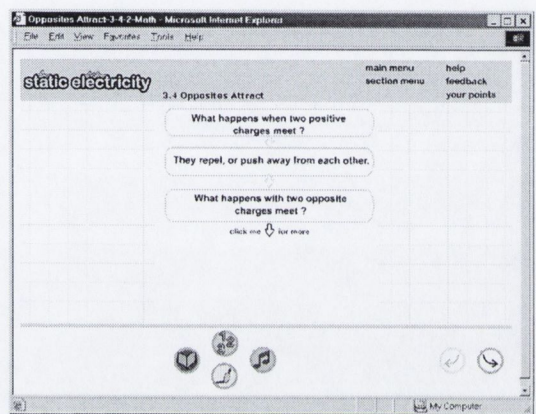 Opposites Attract-3-4-2-Math - Microsoft Internet Explorer
File Edit View Favorites Tools Help
static electricity
3.4 Opposites Attract
main menu
section menu
help
feedback
your points
What happens when two positive
charges meet ?
They repel, or push away from each other.
What happens with two opposite
charges meet ?
click me for more
My Computer